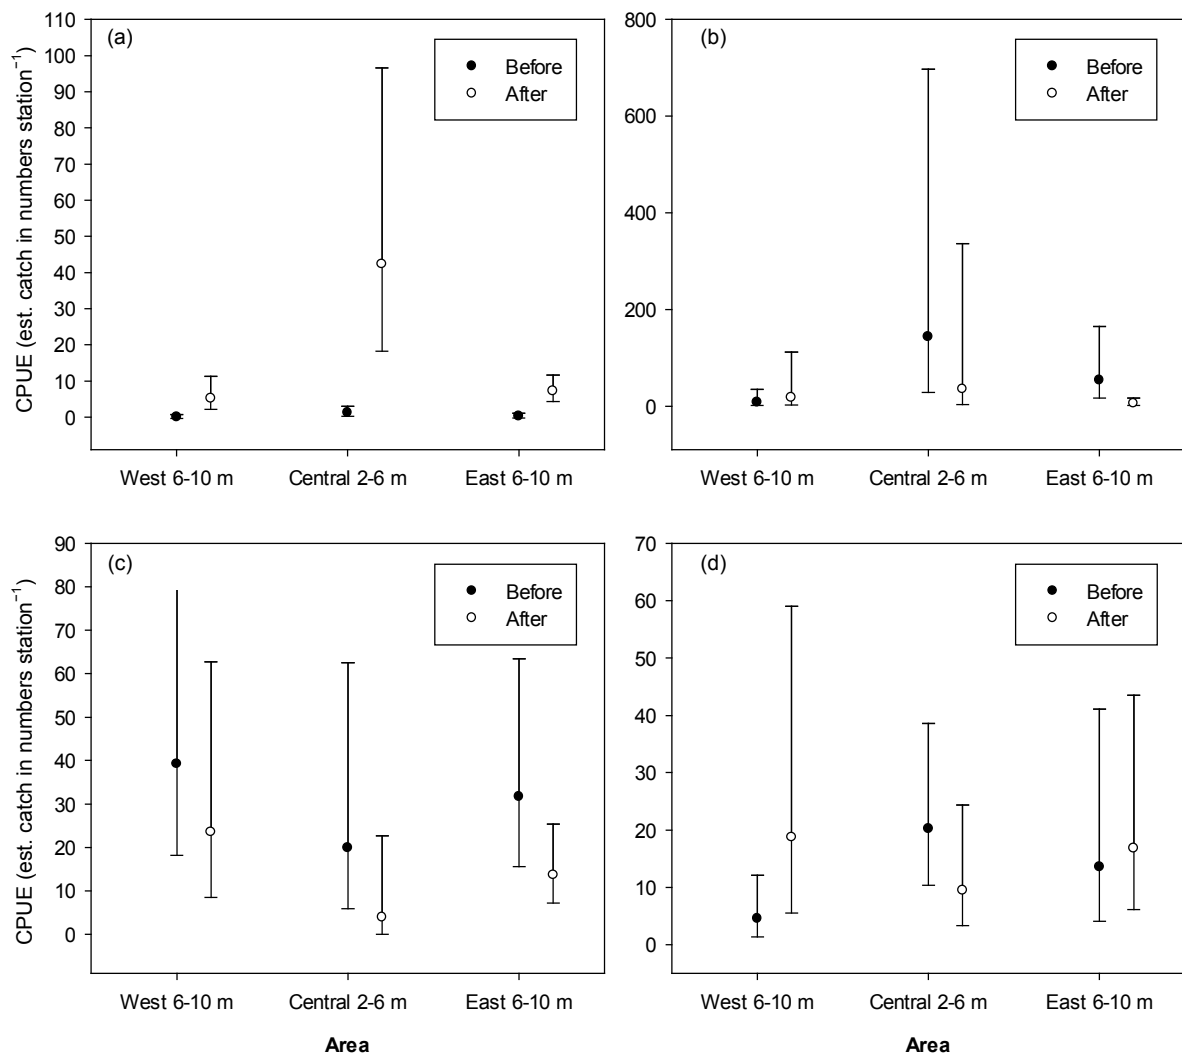 (a)
Before
After
CPUE (est. catch in numbers station⁻¹)
110
100
90
80
70
60
50
40
30
20
10
0
West 6-10 m
Central 2-6 m
East 6-10 m
(b)
Before
After
800
600
400
200
0
West 6-10 m
Central 2-6 m
East 6-10 m
(c)
Before
After
CPUE (est. catch in numbers station⁻¹)
90
80
70
60
50
40
30
20
10
0
West 6-10 m
Central 2-6 m
East 6-10 m
Area
(d)
Before
After
70
60
50
40
30
20
10
0
West 6-10 m
Central 2-6 m
East 6-10 m
Area